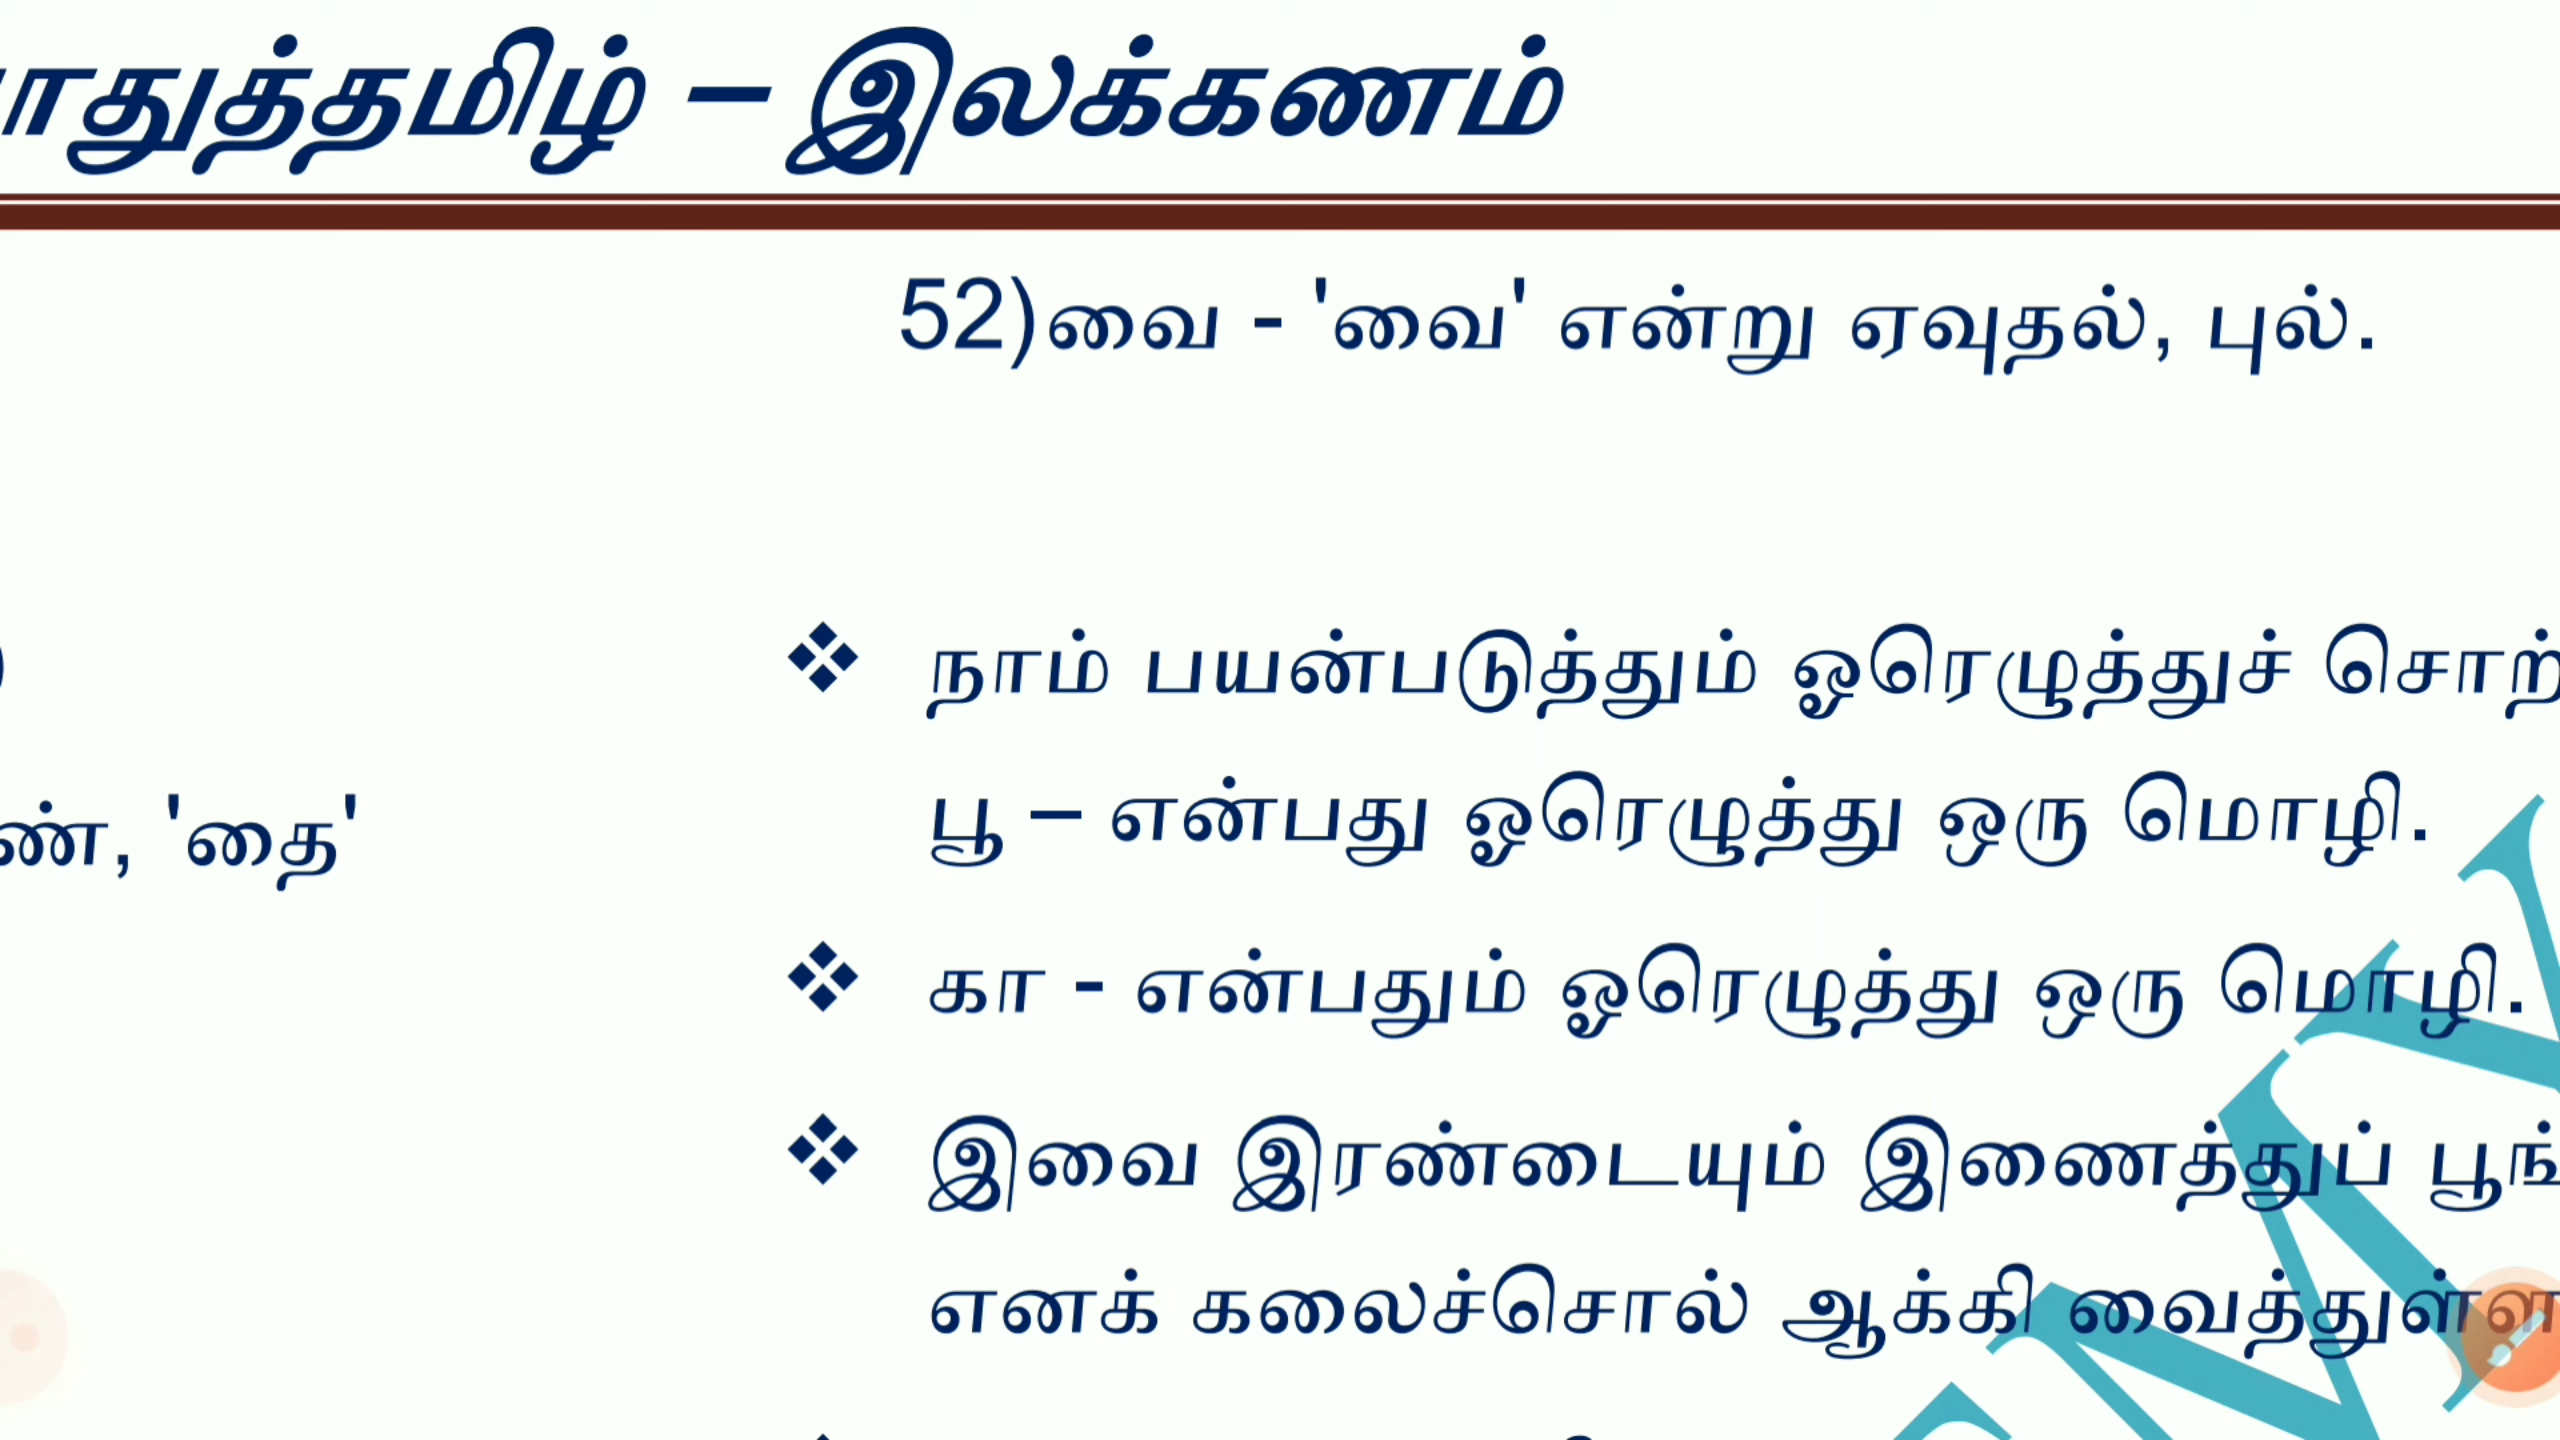 இலக்கணம்
52)வை - 'வை' என்று ஏவுதல், புல்.
நாம் பயன்படுத்தும் ஓரெழுத்துச்
'தை'
பூ – என்பது ஓரெழுத்து ஒரு மொழி.
கா - என்பதும் ஓரெழுத்து ஒரு மொழி.
இவை இரண்டையும் இணைத்துப்
எனக் கலைச்சொல் ஆக்கி